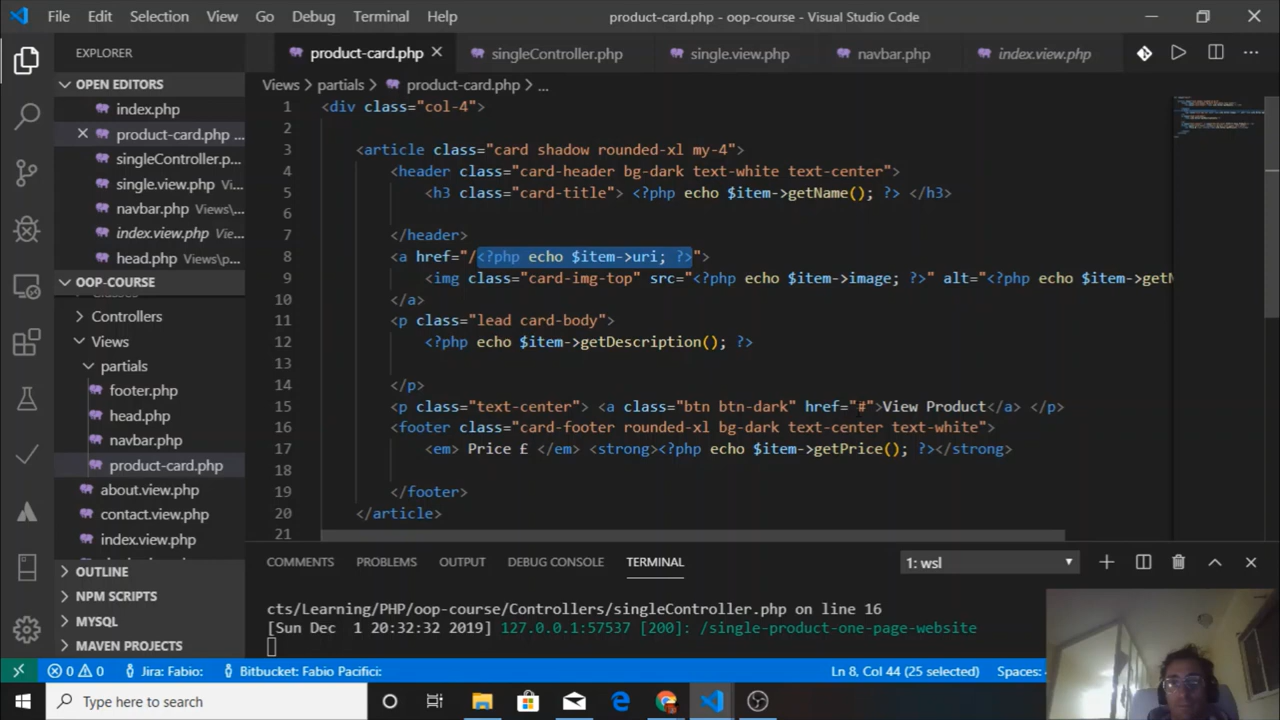 File Edit Selection View Go Debug Terminal Help product-card.php - oop-course - Visual Studio Code
EXPLORER
product-card.php singleController.php single.view.php navbar.php index.view.php
OPEN EDITORS
index.php
product-card.php ...
singleController.p...
single.view.php Vi...
navbar.php Views\...
index.view.php Vi...
head.php Views\p...
OOP-COURSE
Controllers
Views
partials
footer.php
head.php
navbar.php
product-card.php
about.view.php
contact.view.php
index.view.php
OUTLINE
NPM SCRIPTS
MYSQL
MAVEN PROJECTS
Views > partials > product-card.php > ...
1 <div class="col-4">
2
3 <article class="card shadow rounded-xl my-4">
4 <header class="card-header bg-dark text-white text-center">
5 <h3 class="card-title"> <?php echo $item->getName(); ?> </h3>
6
7 </header>
8 <a href="/<?php echo $item->uri; ?>">
9 <img class="card-img-top" src="<?php echo $item->image; ?>" alt="<?php echo $item->getN
10 </a>
11 <p class="lead card-body">
12 <?php echo $item->getDescription(); ?>
13
14 </p>
15 <p class="text-center"> <a class="btn btn-dark" href="#">View Product</a> </p>
16 <footer class="card-footer rounded-xl bg-dark text-center text-white">
17 <em> Price £ </em> <strong><?php echo $item->getPrice(); ?></strong>
18
19 </footer>
20 </article>
21
COMMENTS PROBLEMS OUTPUT DEBUG CONSOLE TERMINAL 1: wsl
cts/Learning/PHP/oop-course/Controllers/singleController.php on line 16
[Sun Dec 1 20:32:32 2019] 127.0.0.1:57537 [200]: /single-product-one-page-website
0 0 Jira: Fabio: Bitbucket: Fabio Partifici: Ln 8, Col 44 (25 selected) Spaces:
Type here to search